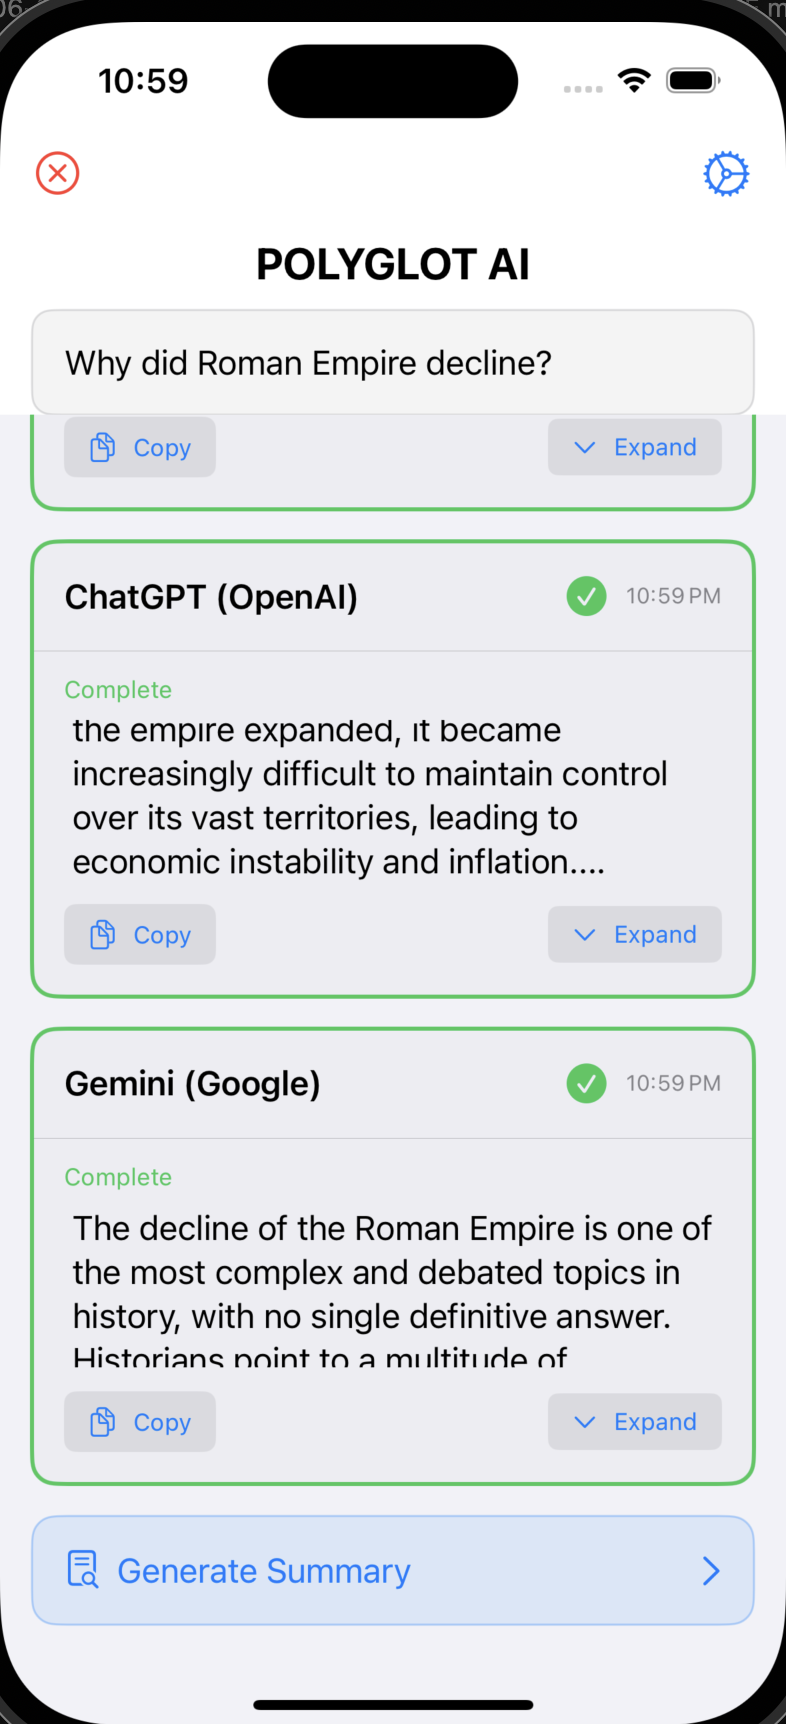 10:59
POLYGLOT AI
Why did Roman Empire decline?
Copy
Expand
ChatGPT (OpenAI)
10:59 PM
Complete
the empire expanded, it became
increasingly difficult to maintain control
over its vast territories, leading to
economic instability and inflation....
Copy
Expand
Gemini (Google)
10:59 PM
Complete
The decline of the Roman Empire is one of
the most complex and debated topics in
history, with no single definitive answer.
Historians point to a multitude of
Copy
Expand
Generate Summary